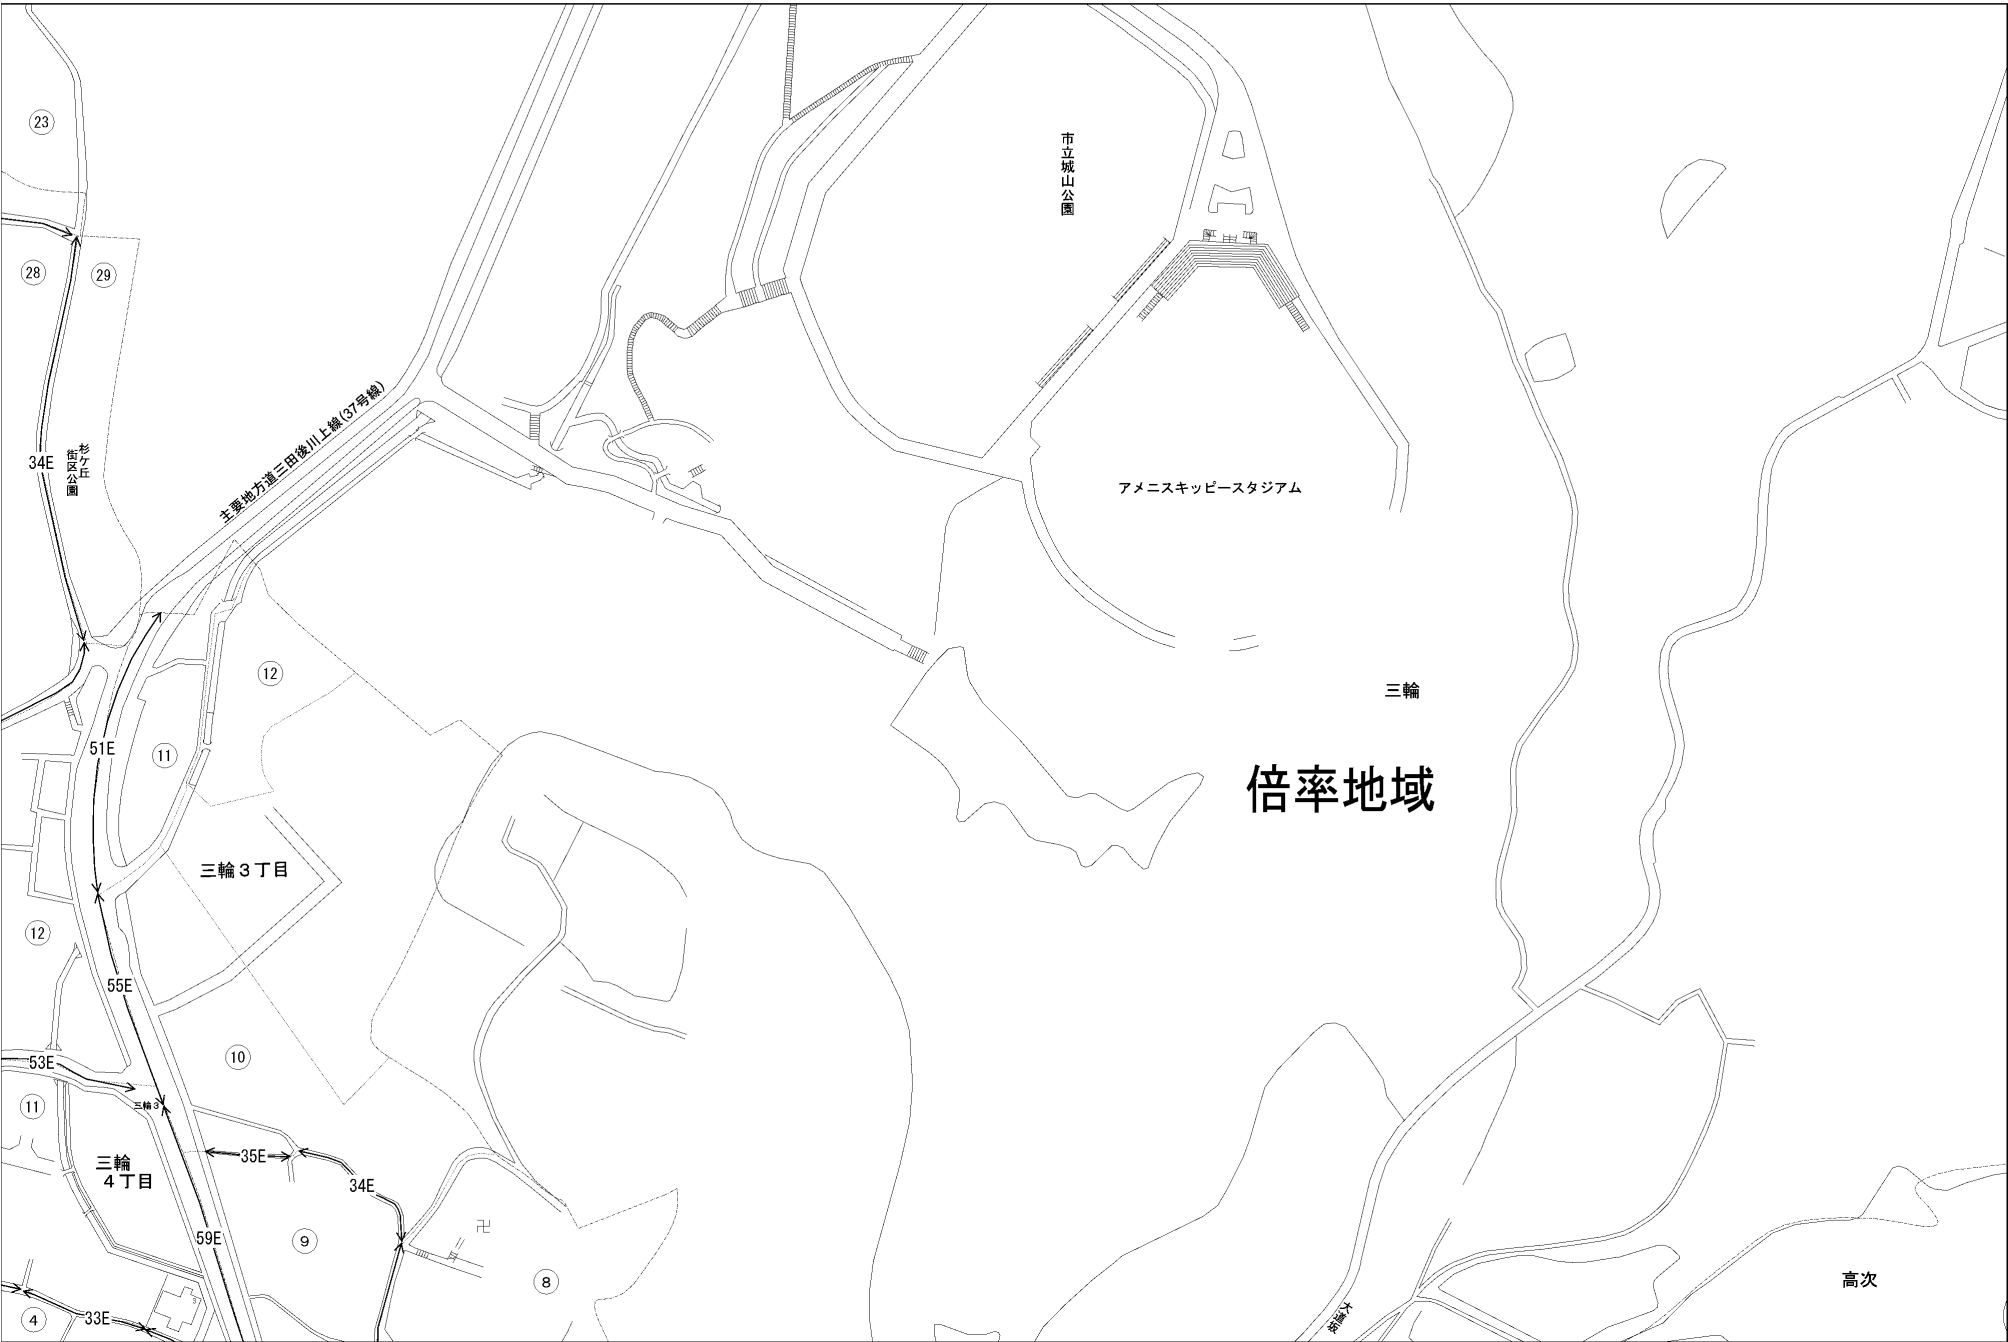 23
市立城山公園
28
29
主要地方道三田後川上線(37号線)
34E
杉ケ丘
街区公園
アメニスキッピースタジアム
12
三輪
51E
11
倍率地域
三輪３丁目
12
55E
10
53E
11
三輪３
35E
三輪
４丁目
34E
59E
9
卍
8
高次
33E
4
大道坂